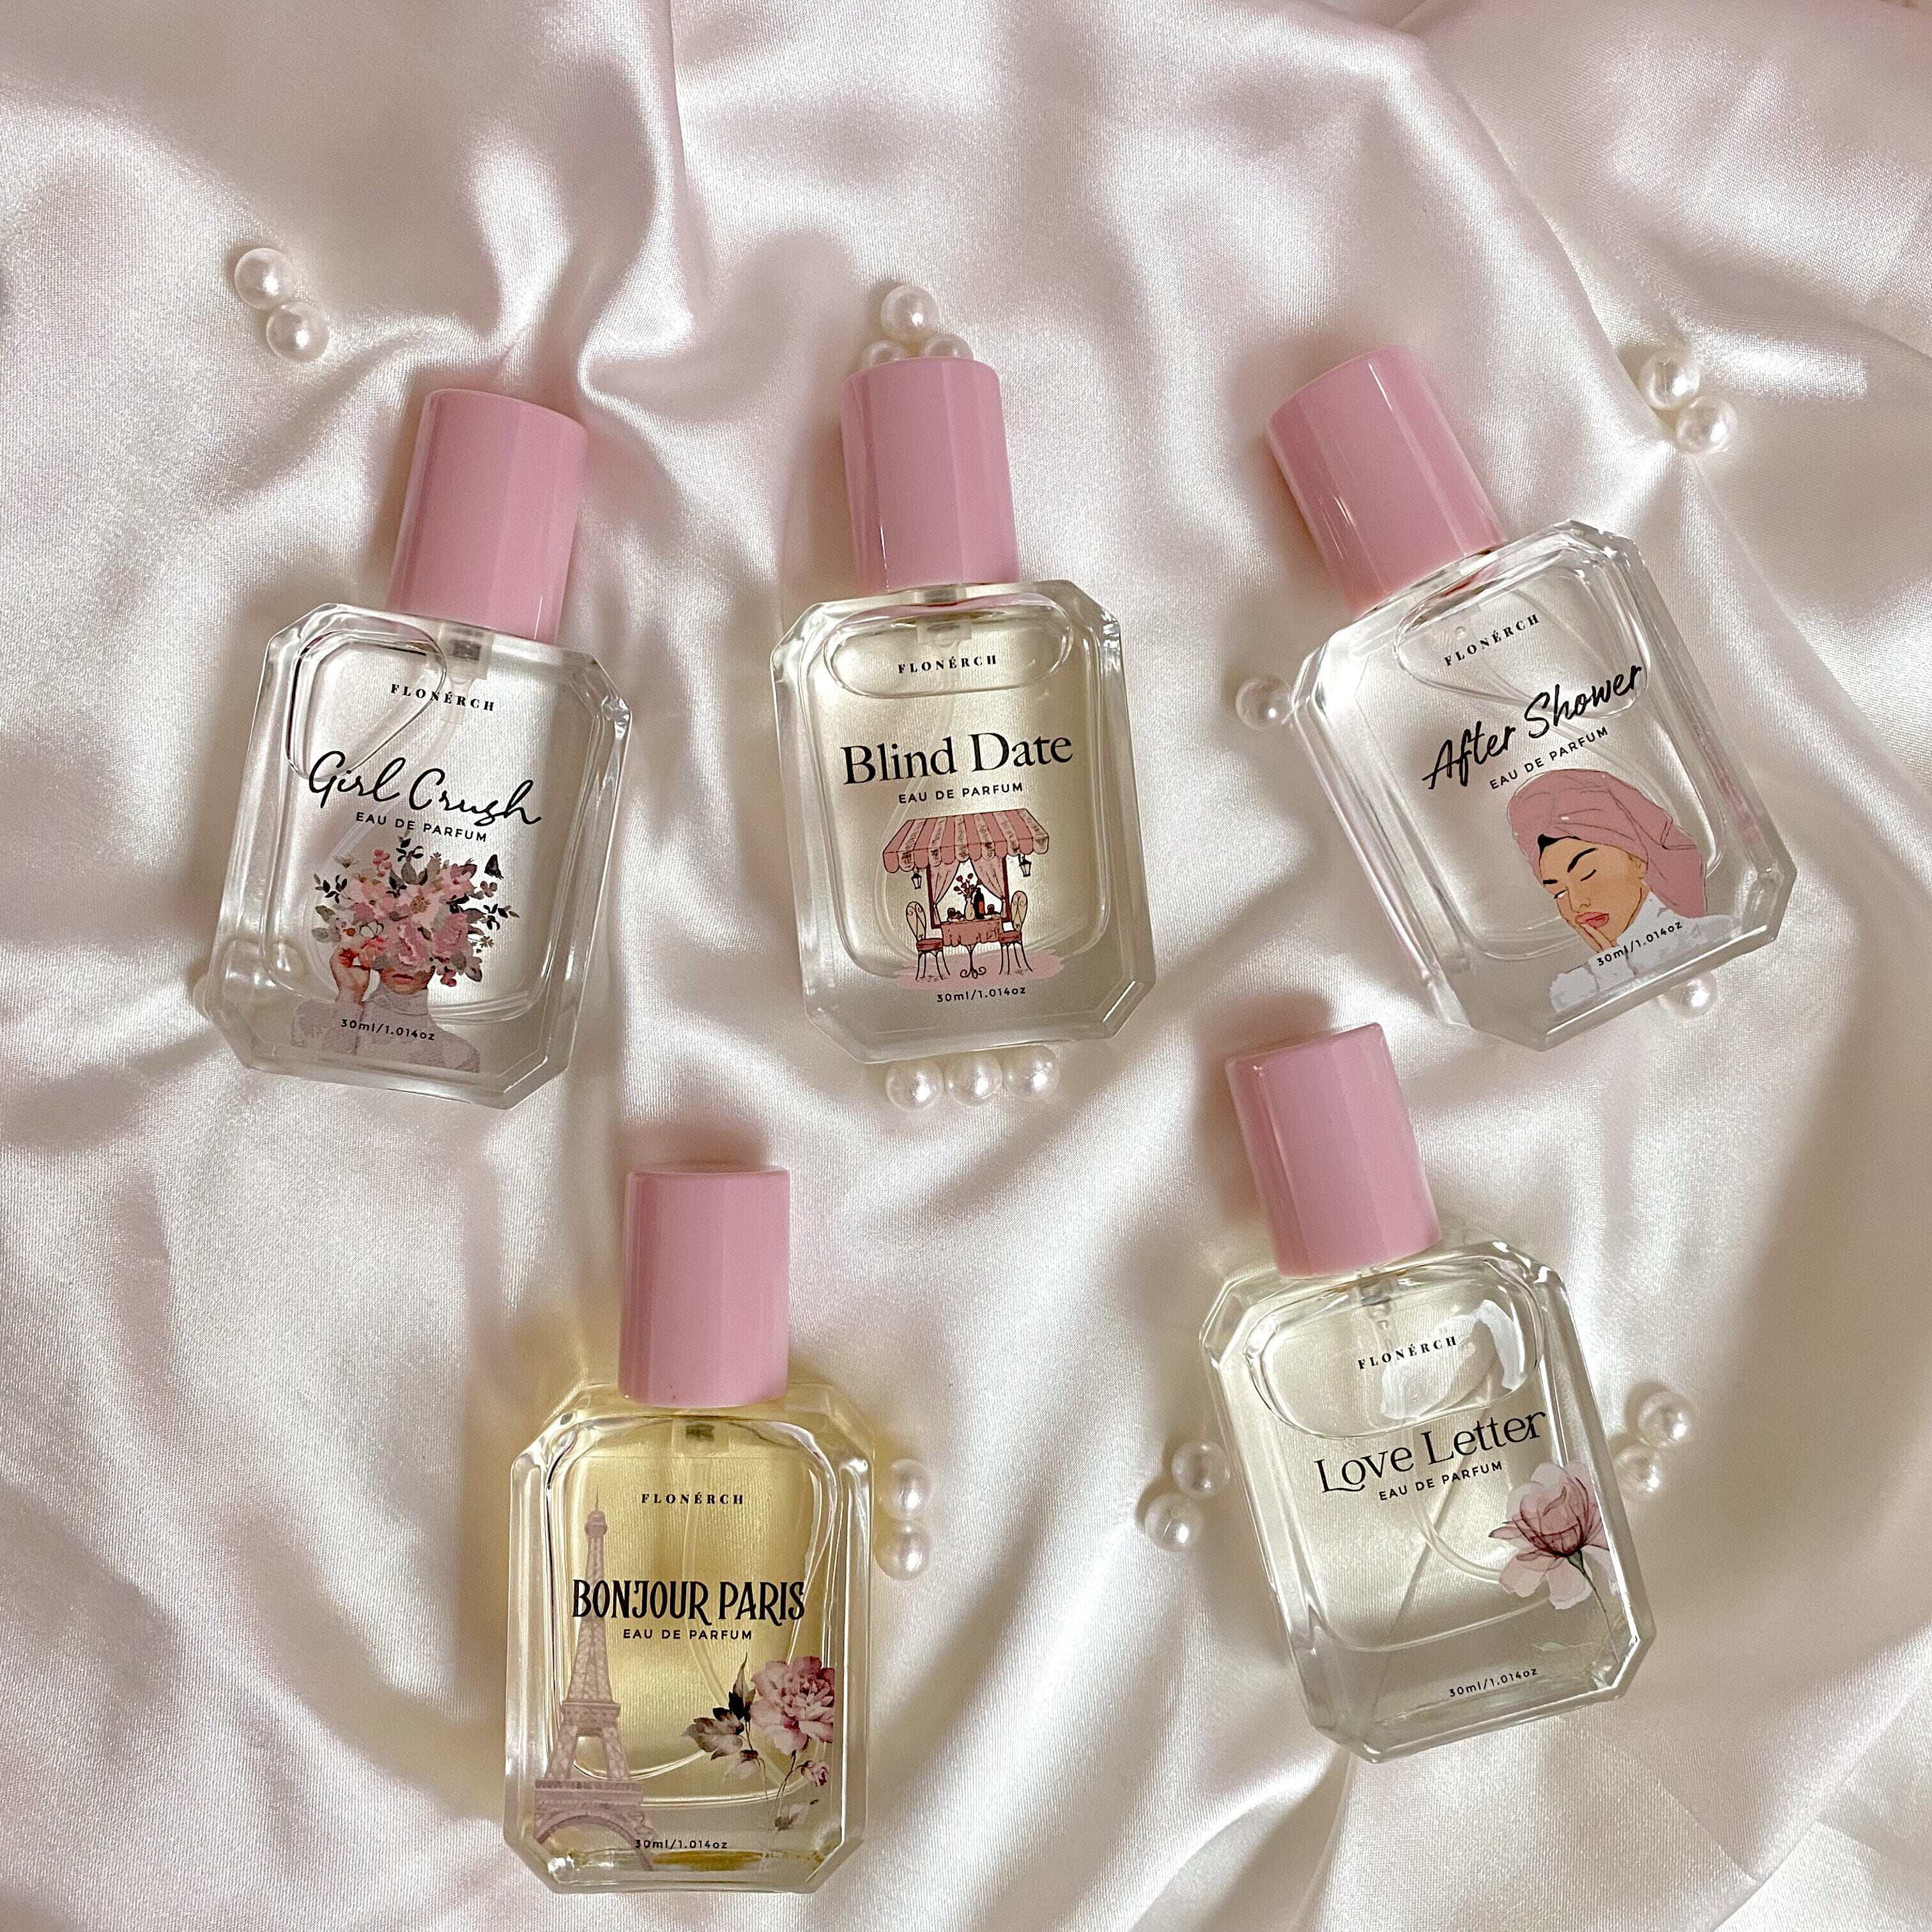 FLONÉRCH
Girl Crush
EAU DE PARFUM
30ml/1.014oz
FLONÉRCH
Blind Date
EAU DE PARFUM
30ml/1.014oz
FLONÉRCH
After Shower
EAU DE PARFUM
30ml/1.014oz
FLONÉRCH
BONJOUR PARIS
EAU DE PARFUM
30ml/1.014oz
FLONÉRCH
Love Letter
EAU DE PARFUM
30ml/1.014oz